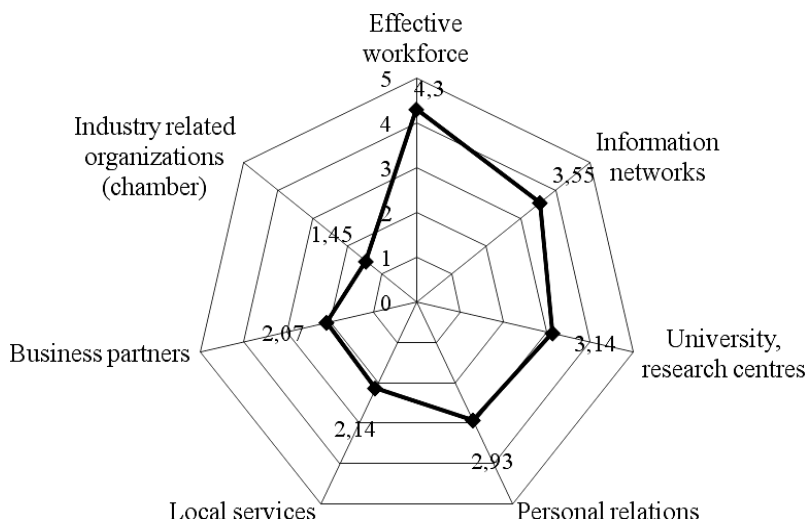 Effective
workforce
5
4,3
4
3
2
1
0
Information
networks
3,55
University,
research centres
3,14
Personal relations
2,93
Local services
2,14
Business partners
2,07
Industry related
organizations
(chamber)
1,45